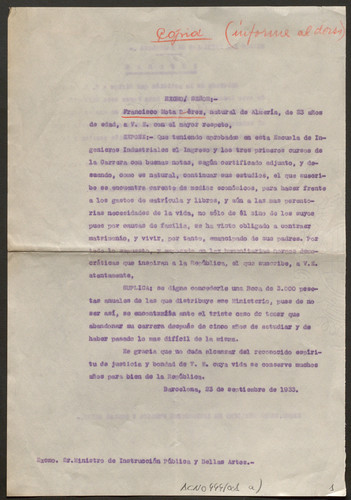 Copia (informe al dorso)
EXCMO. SEÑOR:-
Francisco Mota Pérez, natural de Almería, de 23 años
de edad, a V. E. con el mayor respeto,
EXPONE:- Que teniendo aprobados en esta Escuela de In-
genieros Industriales el Ingreso y los tres primeros cursos de
la Carrera con buenas notas, según certificado adjunto, y de-
seando, como es natural, continuar sus estudios, el que suscri-
be se encuentra carente de medios económicos, para hacer frente
a los gastos de matrícula y libros, y aún a las mas perento-
rias necesidades de la vida, no sólo de él sino de los suyos
pues por causas de familia, se ha visto obligado a contraer
matrimonio, y vivir, por tanto, emancipado de sus padres. Por
todo lo expuesto, y
cráticas que inspiran a la República, el que suscribe, a V.E.
atentamente,
SUPLICA: se digne concederle una Beca de 3.000 pese-
tas anuales de las que distribuye ese Ministerio, pues de no
ser así, se encontraría ante el triste caso de tener que
abandonar su carrera después de cinco años de estudiar y de
haber pasado lo mas difícil de la misma.
Es gracia que no duda alcanzar del reconocido espíri-
tu de justicia y bondad de V. E. cuya vida se conserve muchos
años para bien de la República.
Barcelona, 23 de septiembre de 1933.
Excmo. Sr. Ministro de Instrucción Pública y Bellas Artes.-
1